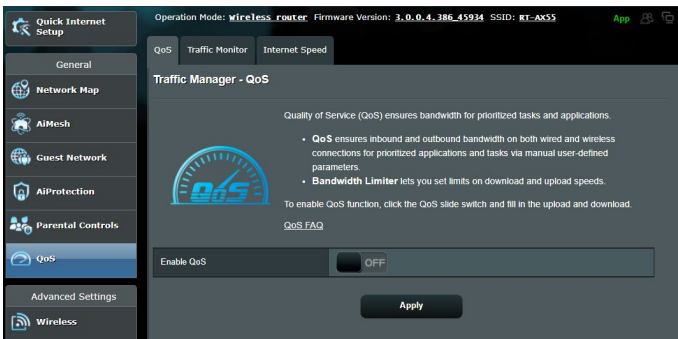 Quick Internet
Setup
Operation Mode: Wireless router Firmware Version: 3.0.0.4.386_45934 SSID: RT-AX55
App
QoS Traffic Monitor Internet Speed
General
Network Map
AiMesh
Guest Network
AiProtection
Parental Controls
QoS
Advanced Settings
Wireless
Traffic Manager - QoS
Quality of Service (QoS) ensures bandwidth for prioritized tasks and applications.
• QoS ensures inbound and outbound bandwidth on both wired and wireless
connections for prioritized applications and tasks via manual user-defined
parameters.
• Bandwidth Limiter lets you set limits on download and upload speeds.
To enable QoS function, click the QoS slide switch and fill in the upload and download.
QoS FAQ
QoS
Enable QoS OFF
Apply